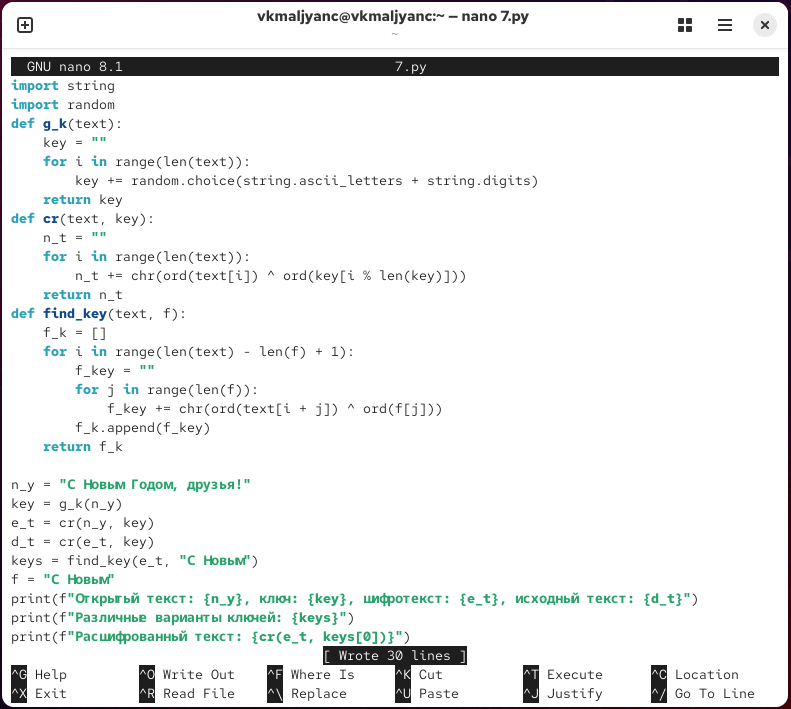 vkmaljyanc@vkmaljyanc:~ — nano 7.py
~
GNU nano 8.1 7.py
import string
import random
def g_k(text):
    key = ""
    for i in range(len(text)):
        key += random.choice(string.ascii_letters + string.digits)
    return key
def cr(text, key):
    n_t = ""
    for i in range(len(text)):
        n_t += chr(ord(text[i]) ^ ord(key[i % len(key)]))
    return n_t
def find_key(text, f):
    f_k = []
    for i in range(len(text) - len(f) + 1):
        f_key = ""
        for j in range(len(f)):
            f_key += chr(ord(text[i + j]) ^ ord(f[j]))
        f_k.append(f_key)
    return f_k

n_y = "С Новым Годом, друзья!"
key = g_k(n_y)
e_t = cr(n_y, key)
d_t = cr(e_t, key)
keys = find_key(e_t, "С Новым")
f = "С Новым"
print(f"Открытый текст: {n_y}, ключ: {key}, шифротекст: {e_t}, исходный текст: {d_t}")
print(f"Различные варианты ключей: {keys}")
print(f"Расшифрованный текст: {cr(e_t, keys[0])}")
[ Wrote 30 lines ]
^G Help ^O Write Out ^F Where Is ^K Cut ^T Execute ^C Location
^X Exit ^R Read File ^\ Replace ^U Paste ^J Justify ^/ Go To Line